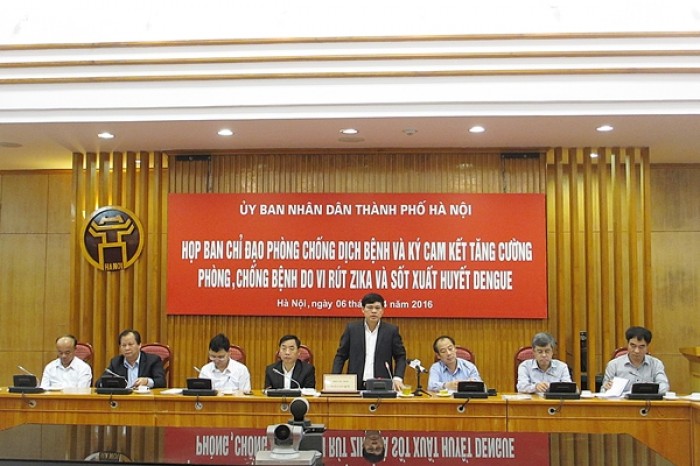 ỦY BAN NHÂN DÂN THÀNH PHỐ HÀ NỘI
HỌP BAN CHỈ ĐẠO PHÒNG CHỐNG DỊCH BỆNH VÀ KÝ CAM KẾT TĂNG CƯỜNG
PHÒNG, CHỐNG BỆNH DO VI RÚT ZIKA VÀ SỐT XUẤT HUYẾT DENGUE
Hà Nội, ngày 06 4 năm 2016
HANOI